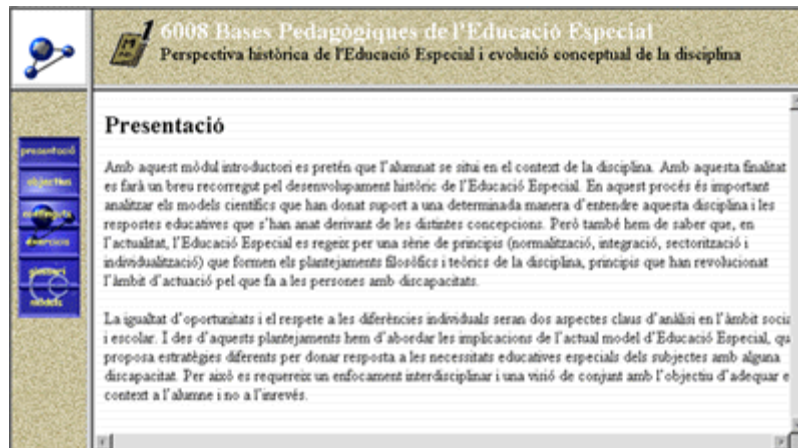 1
6008 Bases Pedagògiques de l'Educació Especial
Perspectiva històrica de l'Educació Especial i evolució conceptual de la disciplina
presentació
objectius
continguts
exercicis
glossari
mòdels
Presentació
Amb aquest mòdul introductori es pretén que l'alumnat se situi en el context de la disciplina. Amb aquesta finalitat
es farà un breu recorregut pel desenvolupament històric de l'Educació Especial. En aquest procés és important
analitzar els models científics que han donat suport a una determinada manera d'entendre aquesta disciplina i les
respostes educatives que s'han anat derivant de les distintes concepcions. Però també hem de saber que, en
l'actualitat, l'Educació Especial es regeix per una sèrie de principis (normalització, integració, sectorització i
individualització) que formen els plantejaments filosòfics i teòrics de la disciplina, principis que han revolucionat
l'àmbit d'actuació pel que fa a les persones amb discapacitats.
La igualtat d'oportunitats i el respete a les diferències individuals seran dos aspectes claus d'anàlisi en l'àmbit socia
i escolar. I des d'aquests plantejaments hem d'abordar les implicacions de l'actual model d'Educació Especial, qu
proposa estratègies diferents per donar resposta a les necessitats educatives especials dels subjectes amb alguna
discapacitat. Per això es requereix un enfocament interdisciplinar i una visió de conjunt amb l'objectiu d'adequar e
context a l'alumne i no a l'inrevés.